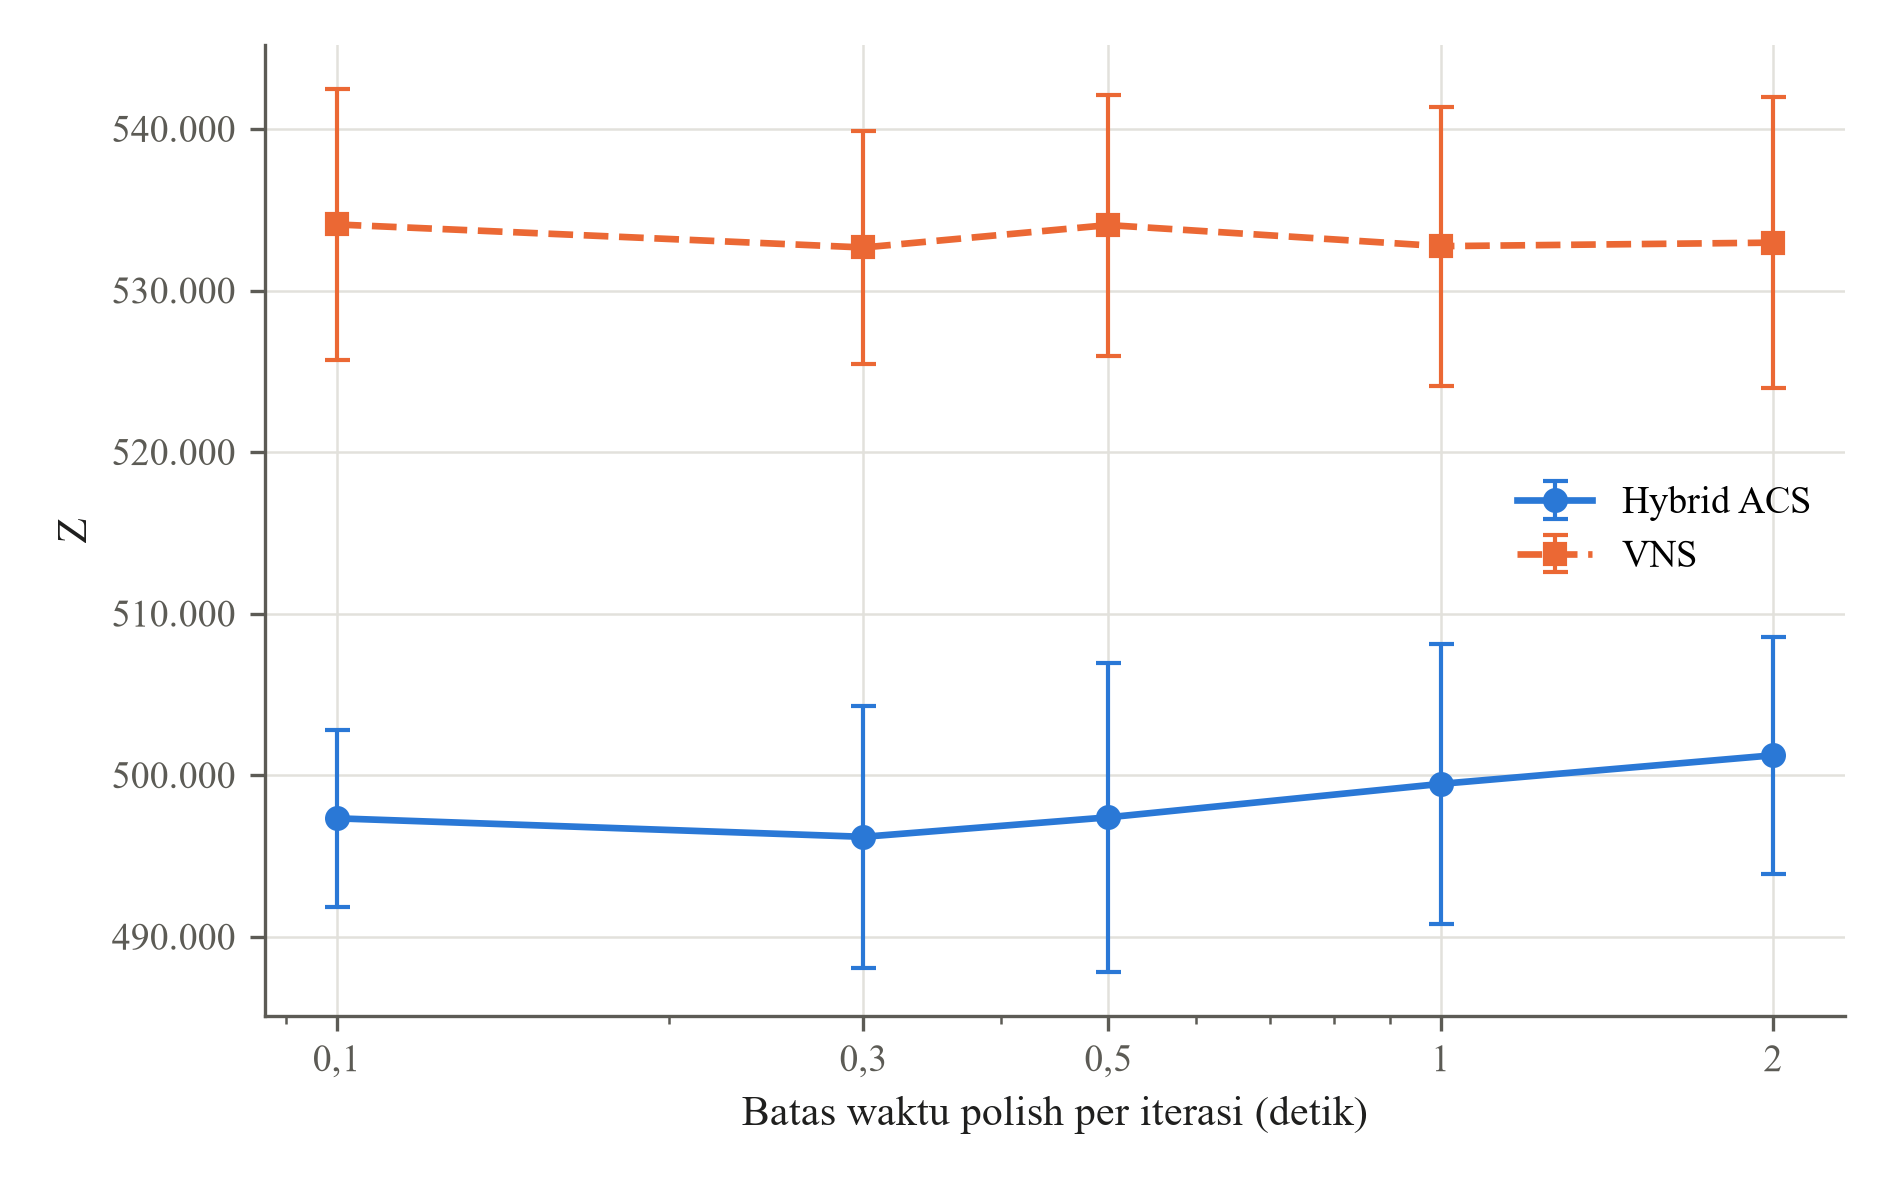 540.000
530.000
520.000
510.000
500.000
490.000
Z
Hybrid ACS
VNS
0,1 0,3 0,5 1 2
Batas waktu polish per iterasi (detik)